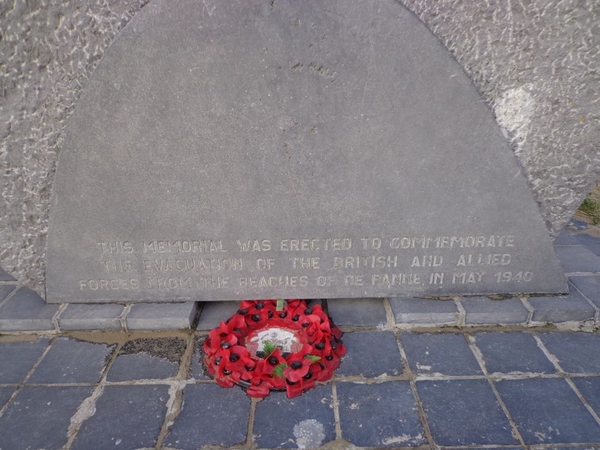 THIS MEMORIAL WAS ERECTED TO COMMEMORATE
THE EVACUATION OF THE BRITISH AND ALLIED
FORCES FROM THE BEACHES OF DE PANNE, IN MAY 1940